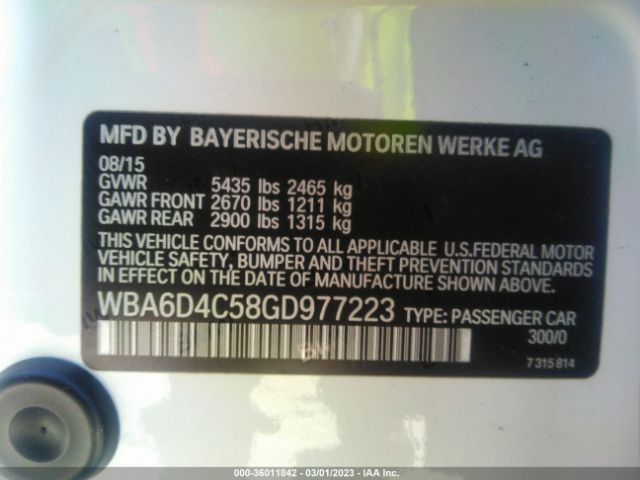 MFD BY BAYERISCHE MOTOREN WERKE AG
08/15
GVWR 5435 lbs 2465 kg
GAWR FRONT 2670 lbs 1211 kg
GAWR REAR 2900 lbs 1315 kg
THIS VEHICLE CONFORMS TO ALL APPLICABLE U.S.FEDERAL MOTOR
VEHICLE SAFETY, BUMPER AND THEFT PREVENTION STANDARDS
IN EFFECT ON THE DATE OF MANUFACTURE SHOWN ABOVE.
WBA6D4C58GD977223 TYPE: PASSENGER CAR
300/0
7 315 814
000-36011842 / 03/01/2023 - IAA Inc.